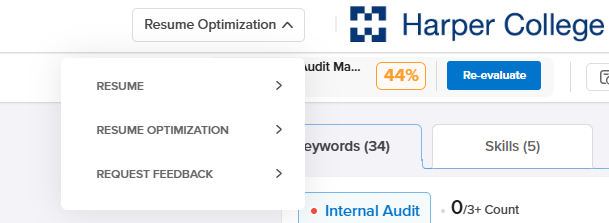 Resume Optimization
Harper College
Audit Ma...
44%
Re-evaluate
RESUME
RESUME OPTIMIZATION
REQUEST FEEDBACK
eywords (34)
Skills (5)
Internal Audit
0/3+ Count